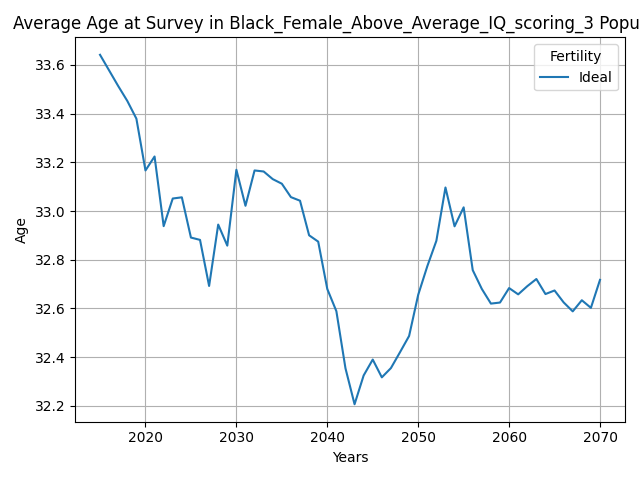 Average Age at Survey in Black_Female_Above_Average_IQ_scoring_3 Popu
Fertility
Ideal
33.6
33.4
33.2
33.0
32.8
32.6
32.4
32.2
Age
2020 2030 2040 2050 2060 2070
Years